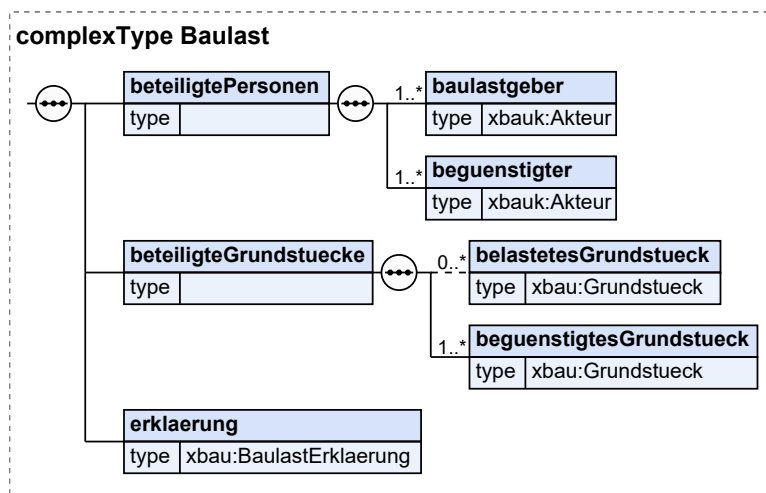 complexType Baulast
beteiligtePersonen
type
1..*
baulastgeber
type xbauk:Akteur
1..*
beguenstigter
type xbauk:Akteur
beteiligteGrundstuecke
type
0..*
belastetesGrundstueck
type xbau:Grundstueck
1..*
beguenstigtesGrundstueck
type xbau:Grundstueck
erklaerung
type xbau:BaulastErklaerung